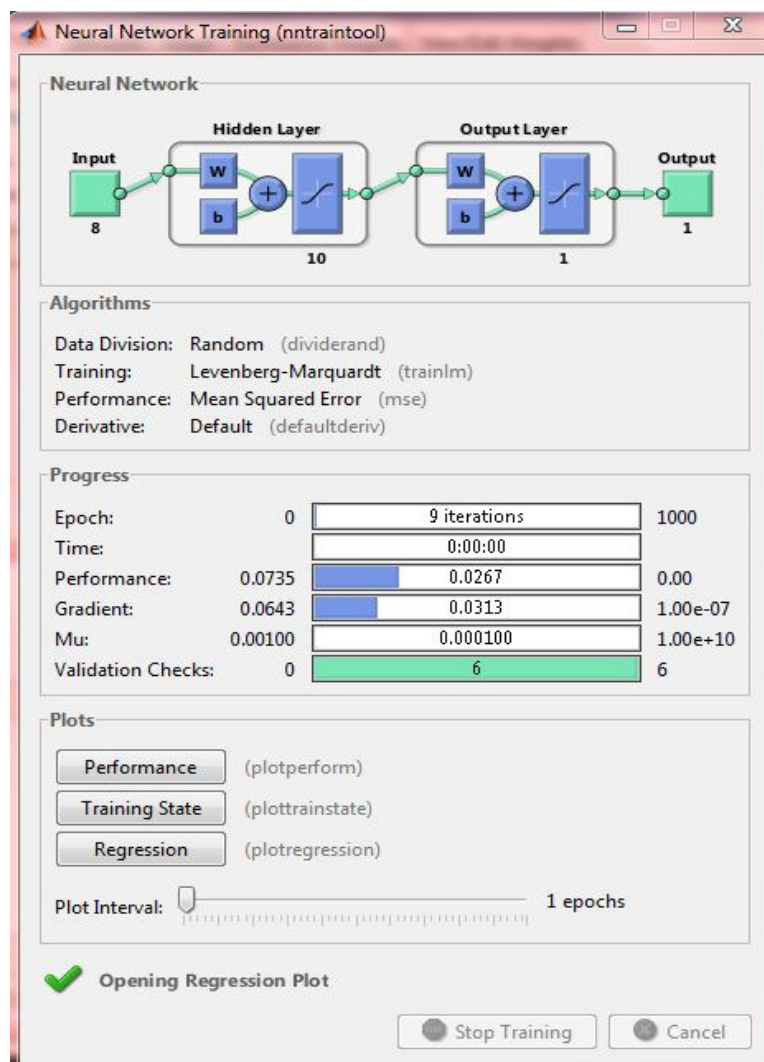 Neural Network Training (nntraintool)
Neural Network
Hidden Layer
Output Layer
Input
Output
W
W
b
b
8
10
1
1
Algorithms
Data Division: Random (dividerand)
Training: Levenberg-Marquardt (trainlm)
Performance: Mean Squared Error (mse)
Derivative: Default (defaultderiv)
Progress
Epoch: 0 9 iterations 1000
Time: 0:00:00
Performance: 0.0735 0.0267 0.00
Gradient: 0.0643 0.0313 1.00e-07
Mu: 0.00100 0.000100 1.00e+10
Validation Checks: 0 6 6
Plots
Performance (plotperform)
Training State (plottrainstate)
Regression (plotregression)
Plot Interval: 1 epochs
Opening Regression Plot
Stop Training Cancel